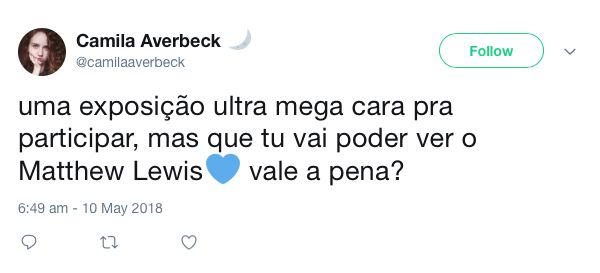 Camila Averbeck 🌙
@camilaaverbeck
Follow
uma exposição ultra mega cara pra
participar, mas que tu vai poder ver o
Matthew Lewis💙 vale a pena?
6:49 am - 10 May 2018